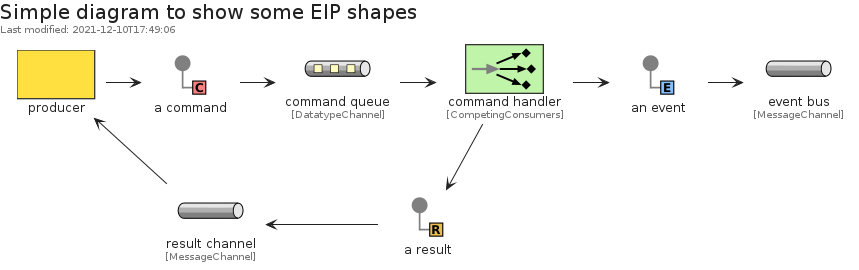 Simple diagram to show some EIP shapes
Last modified: 2021-12-10T17:49:06
C
E
producer
a command
command queue
[DatatypeChannel]
command handler
[CompetingConsumers]
an event
event bus
[MessageChannel]
R
result channel
[MessageChannel]
a result